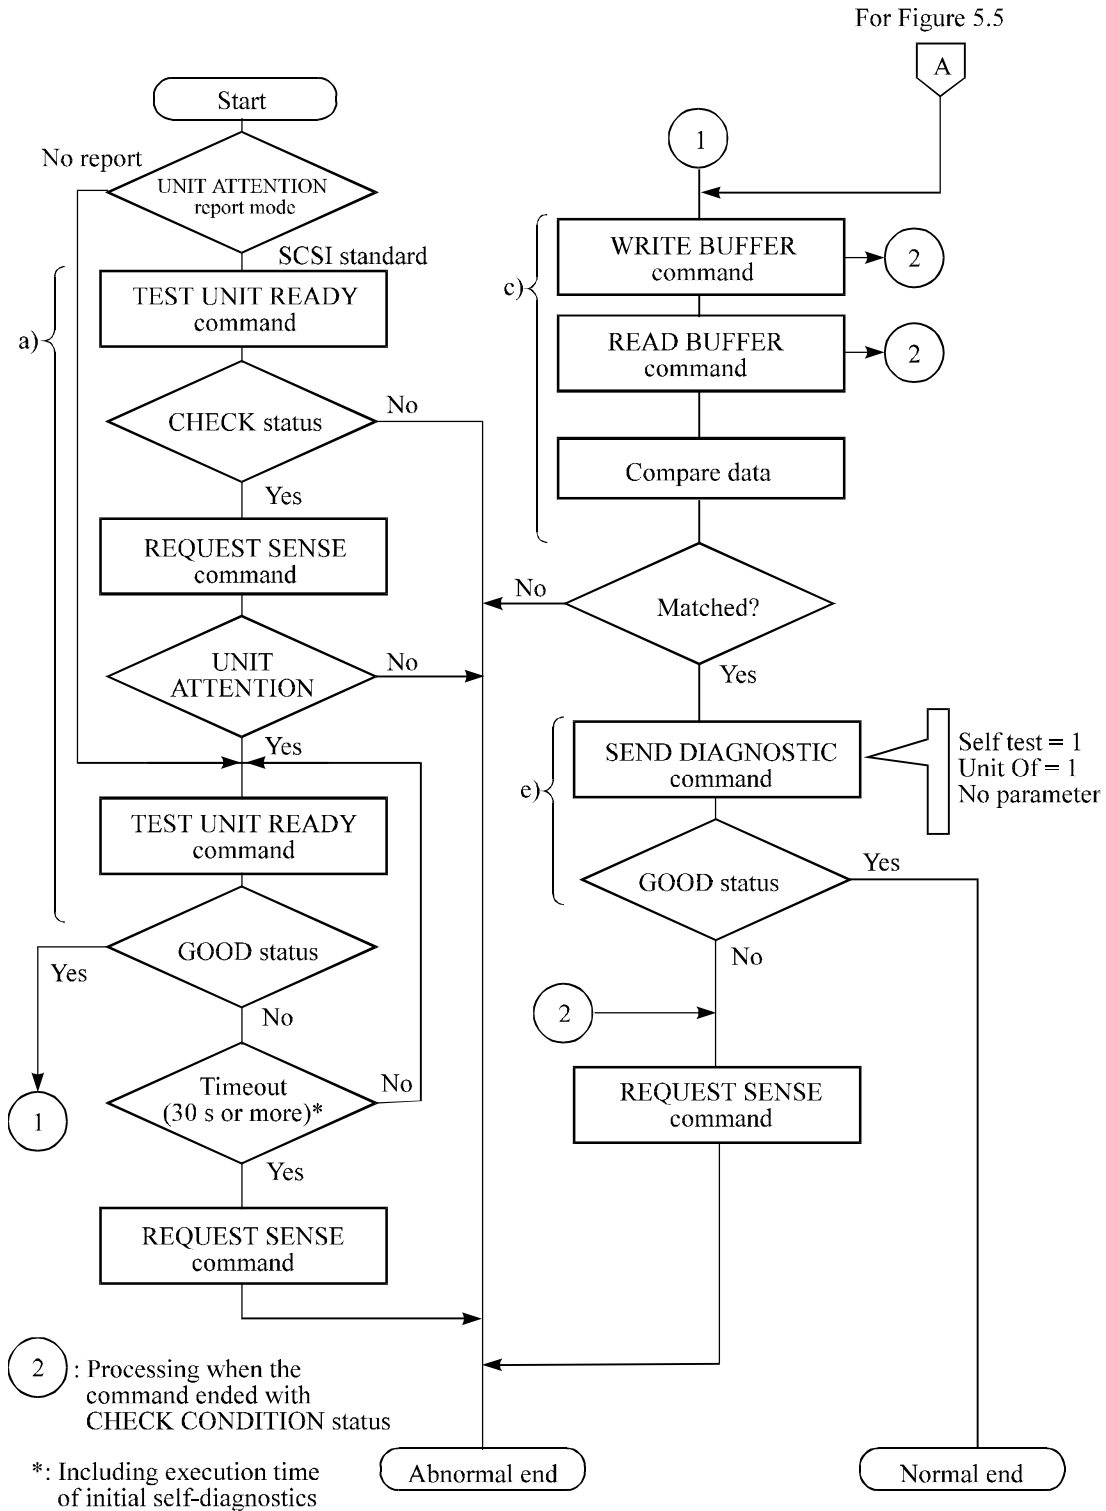 For Figure 5.5
A
Start
No report
UNIT ATTENTION
report mode
SCSI standard
a)
TEST UNIT READY
command
CHECK status
No
Yes
REQUEST SENSE
command
UNIT
ATTENTION
No
Yes
TEST UNIT READY
command
GOOD status
Yes
No
1
Timeout
(30 s or more)*
No
Yes
REQUEST SENSE
command
1
c)
WRITE BUFFER
command
2
READ BUFFER
command
2
Compare data
Matched?
No
Yes
e)
SEND DIAGNOSTIC
command
Self test = 1
Unit Of = 1
No parameter
GOOD status
Yes
No
2
REQUEST SENSE
command
2 : Processing when the
command ended with
CHECK CONDITION status
*: Including execution time
of initial self-diagnostics
Abnormal end
Normal end